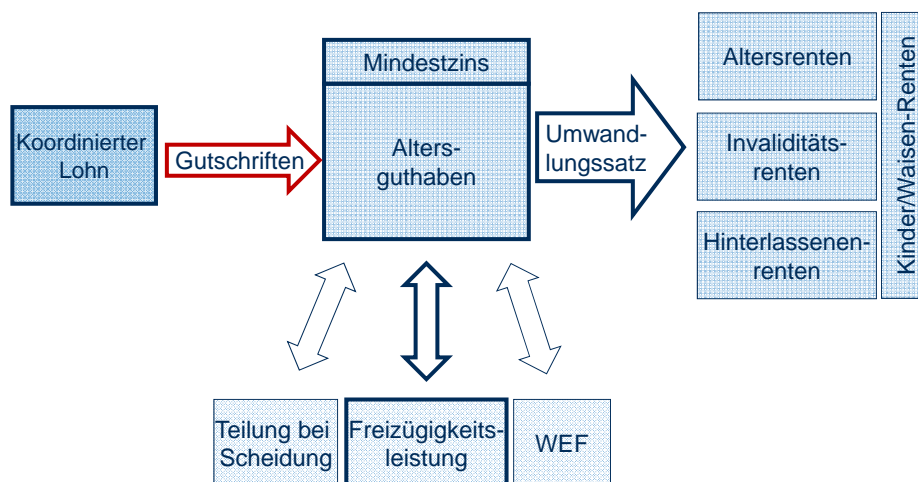 Koordinierter
Lohn
Gutschriften
Mindestzins
Alters-
guthaben
Umwand-
lungssatz
Altersrenten
Invaliditäts-
renten
Hinterlassenen-
renten
Kinder/Waisen-Renten
Teilung bei
Scheidung
Freizügigkeits-
leistung
WEF